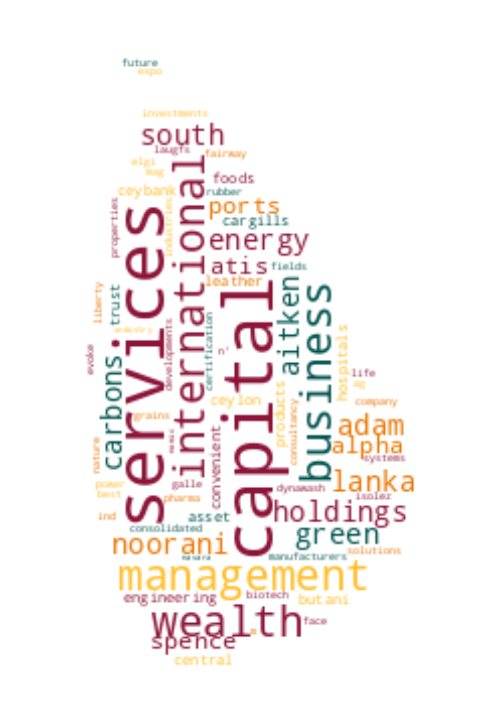 future
expo
investments
south
laugfs
fairway
elgi
mag
foods
ceybank
rubber
properties
industries
ports
cargills
services
international
energy
atis
fields
leather
capital
aitken
business
liberty
trust
industry
developments
certification
n'
evoke
carbons
hospitals
life
ag
ceylon
products
consultancy
company
grains
adam
alpha
nature
convenient
systems
power
galle
dynawash
lanka
best
pharma
isolez
ind
asset
holdings
consolidated
green
noorani
solutions
manufacturers
management
engineering
biotech
butani
wealth
face
spence
central